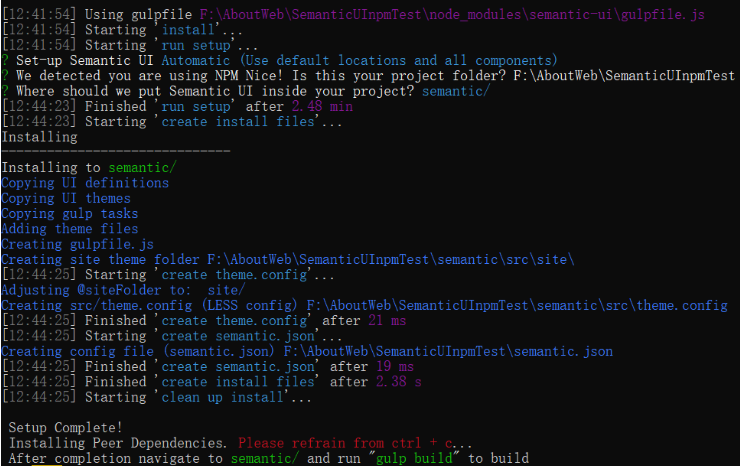 [12:41:54] Using gulpfile F:\AboutWeb\SemanticUInpmTest\node_modules\semantic-ui\gulpfile.js
[12:41:54] Starting 'install'...
[12:41:54] Starting 'run setup'...
? Set-up Semantic UI Automatic (Use default locations and all components)
? We detected you are using NPM Nice! Is this your project folder? F:\AboutWeb\SemanticUInpmTest
? Where should we put Semantic UI inside your project? semantic/
[12:44:23] Finished 'run setup' after 2.48 min
[12:44:23] Starting 'create install files'...
Installing
------------------------------
Installing to semantic/
Copying UI definitions
Copying UI themes
Copying gulp tasks
Adding theme files
Creating gulpfile.js
Creating site theme folder F:\AboutWeb\SemanticUInpmTest\semantic\src\site\
[12:44:25] Starting 'create theme.config'...
Adjusting @siteFolder to:  site/
Creating src/theme.config (LESS config) F:\AboutWeb\SemanticUInpmTest\semantic\src\theme.config
[12:44:25] Finished 'create theme.config' after 21 ms
[12:44:25] Starting 'create semantic.json'...
Creating config file (semantic.json) F:\AboutWeb\SemanticUInpmTest\semantic.json
[12:44:25] Finished 'create semantic.json' after 19 ms
[12:44:25] Finished 'create install files' after 2.38 s
[12:44:25] Starting 'clean up install'...
Setup Complete!
Installing Peer Dependencies. Please refrain from ctrl + c...
After completion navigate to semantic/ and run "gulp build" to build